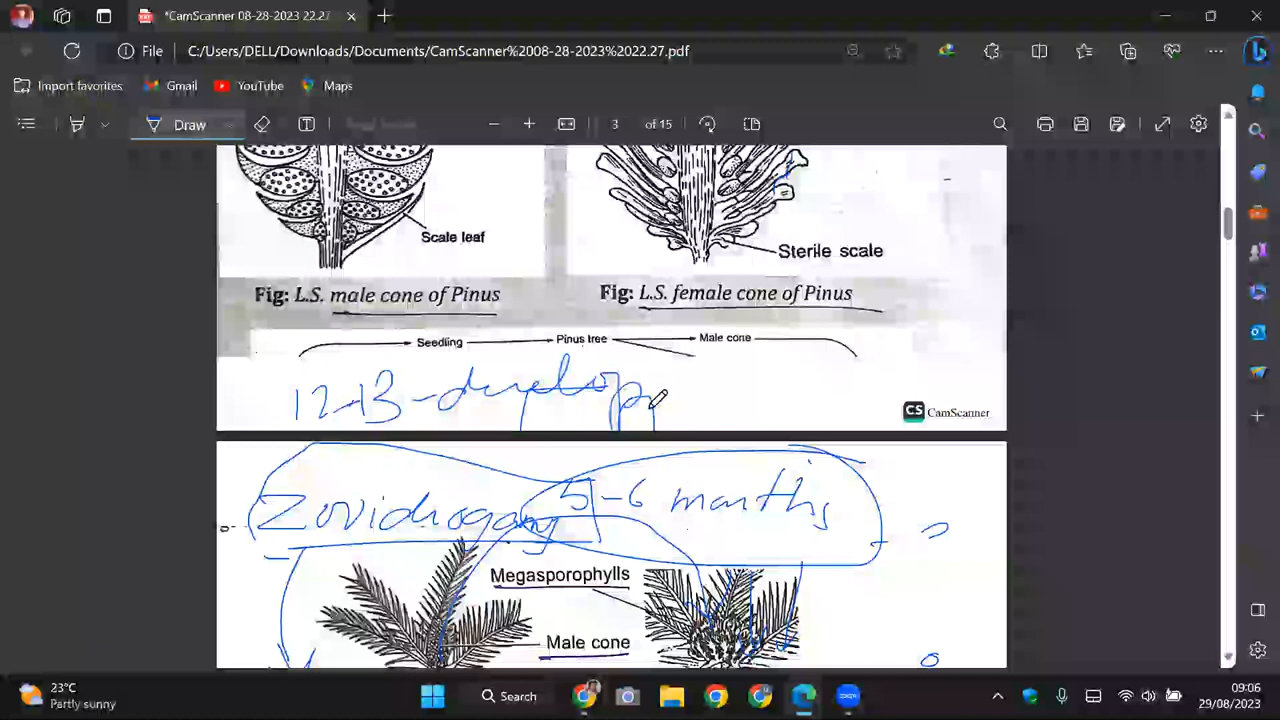 *CamScanner 08-28-2023 22.27
File C:/Users/DELL/Downloads/Documents/CamScanner%2008-28-2023%2022.27.pdf
Import favorites Gmail YouTube Maps
Draw 3 of 15
Scale leaf
Sterile scale
Fig: L.S. male cone of Pinus
Fig: L.S. female cone of Pinus
Seedling Pinus tree Male cone
12-13-develop
CS CamScanner
5-6 months
Megasporophylls
Male cone
23°C
Partly sunny
Search
09:06
29/08/2023